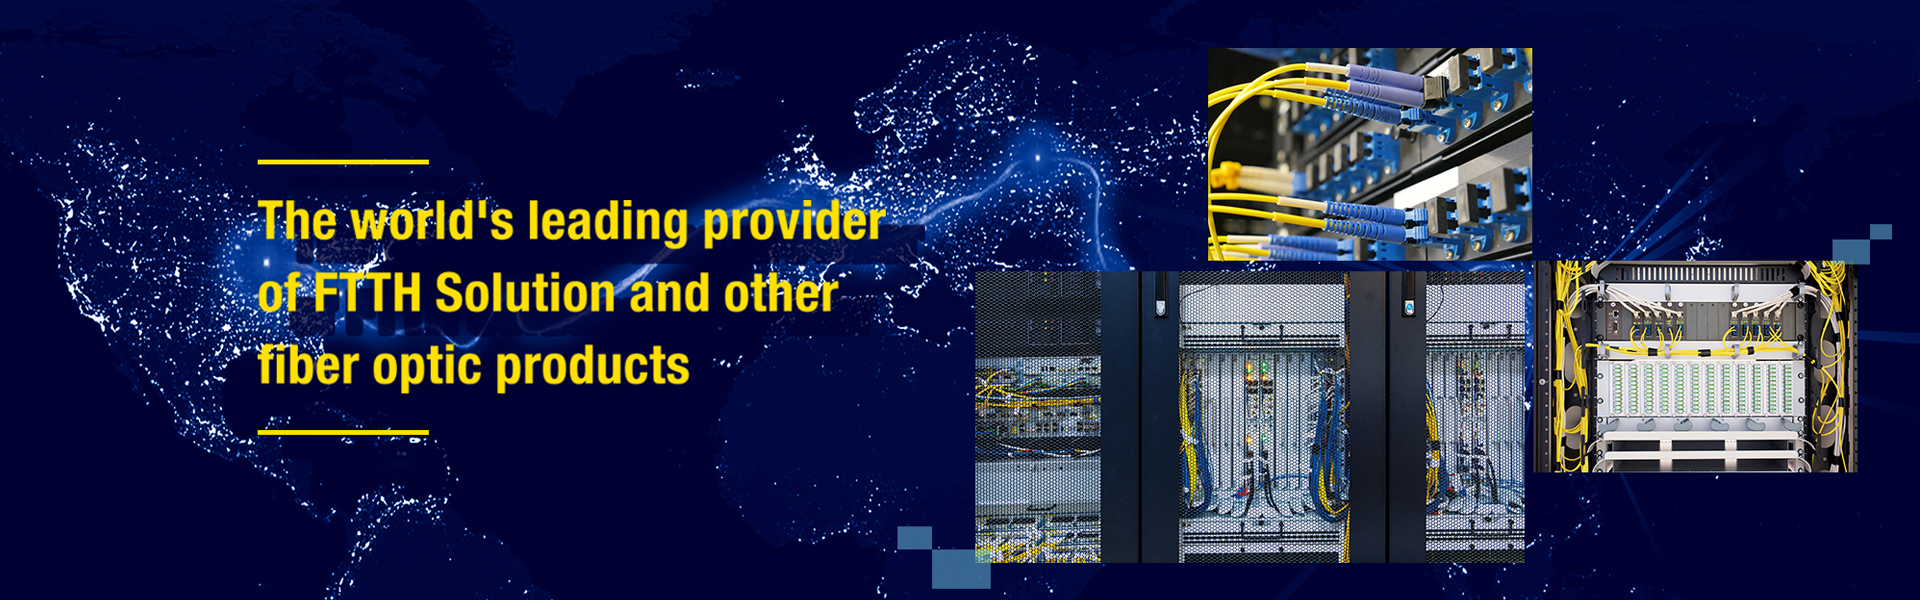 The world's leading provider
of FTTH Solution and other
fiber optic products